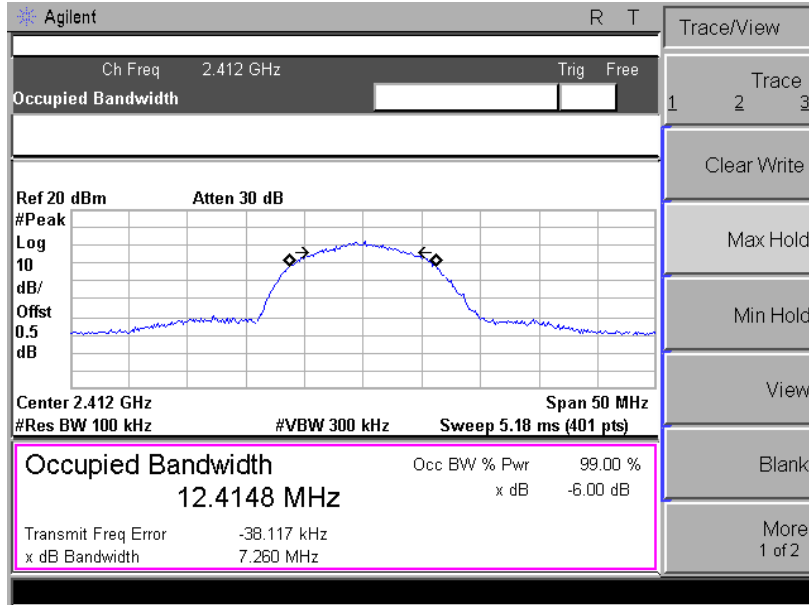 Agilent R T
Trace/View
Ch Freq 2.412 GHz Trig Free
Occupied Bandwidth
Trace
1 2 3
Clear Write
Max Hold
Min Hold
View
Blank
More
1 of 2
Ref 20 dBm Atten 30 dB
#Peak
Log
10
dB/
Offst
0.5
dB
Center 2.412 GHz Span 50 MHz
#Res BW 100 kHz #VBW 300 kHz Sweep 5.18 ms (401 pts)
Occupied Bandwidth Occ BW % Pwr 99.00 %
12.4148 MHz x dB -6.00 dB
Transmit Freq Error -38.117 kHz
x dB Bandwidth 7.260 MHz